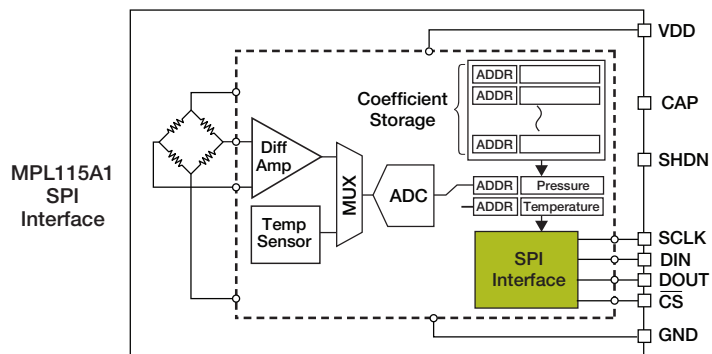 MPL115A1
SPI
Interface
Diff
Amp
Temp
Sensor
MUX
ADC
Coefficient
Storage
ADDR
ADDR
ADDR
ADDR Pressure
ADDR Temperature
SPI
Interface
VDD
CAP
SHDN
SCLK
DIN
DOUT
CS
GND